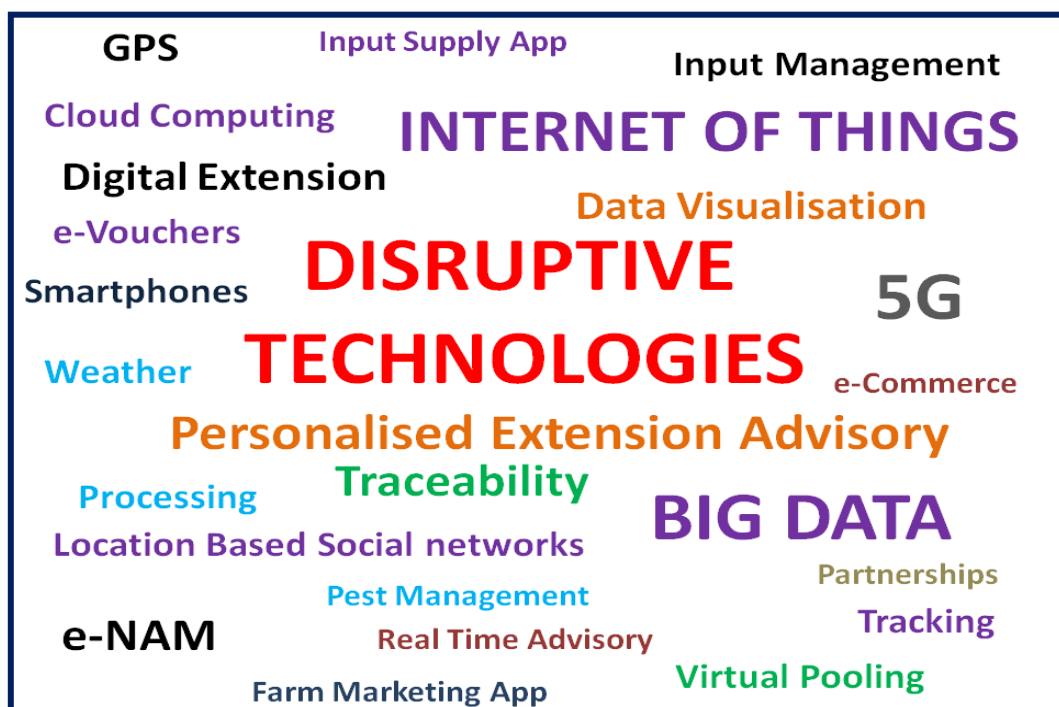 GPS
Input Supply App
Input Management
Cloud Computing
INTERNET OF THINGS
Digital Extension
Data Visualisation
e-Vouchers
DISRUPTIVE
Smartphones
5G
TECHNOLOGIES
Weather
e-Commerce
Personalised Extension Advisory
Traceability
Processing
BIG DATA
Location Based Social networks
Partnerships
Pest Management
Tracking
e-NAM
Real Time Advisory
Virtual Pooling
Farm Marketing App